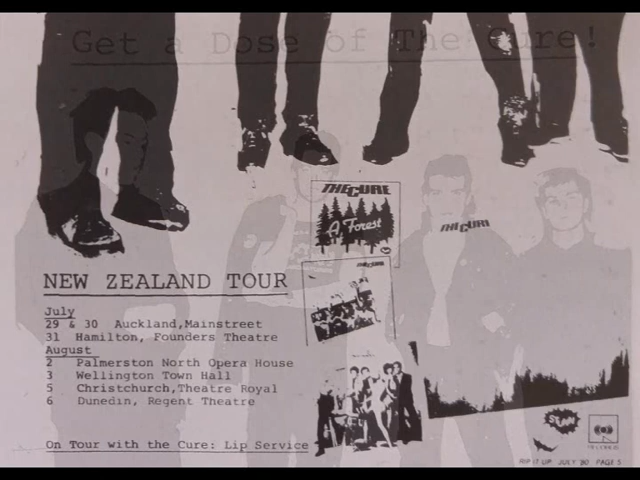 Get a Dose of The Cure!
THE CURE
A Forest
THE CURE
THE CURE
NEW ZEALAND TOUR
July
29 & 30 Auckland,Mainstreet
31 Hamilton, Founders Theatre
August
2 Palmerston North Opera House
3 Wellington Town Hall
5 Christchurch,Theatre Royal
6 Dunedin, Regent Theatre
On Tour with the Cure: Lip Service
RIP IT UP JULY '80 PAGE 5